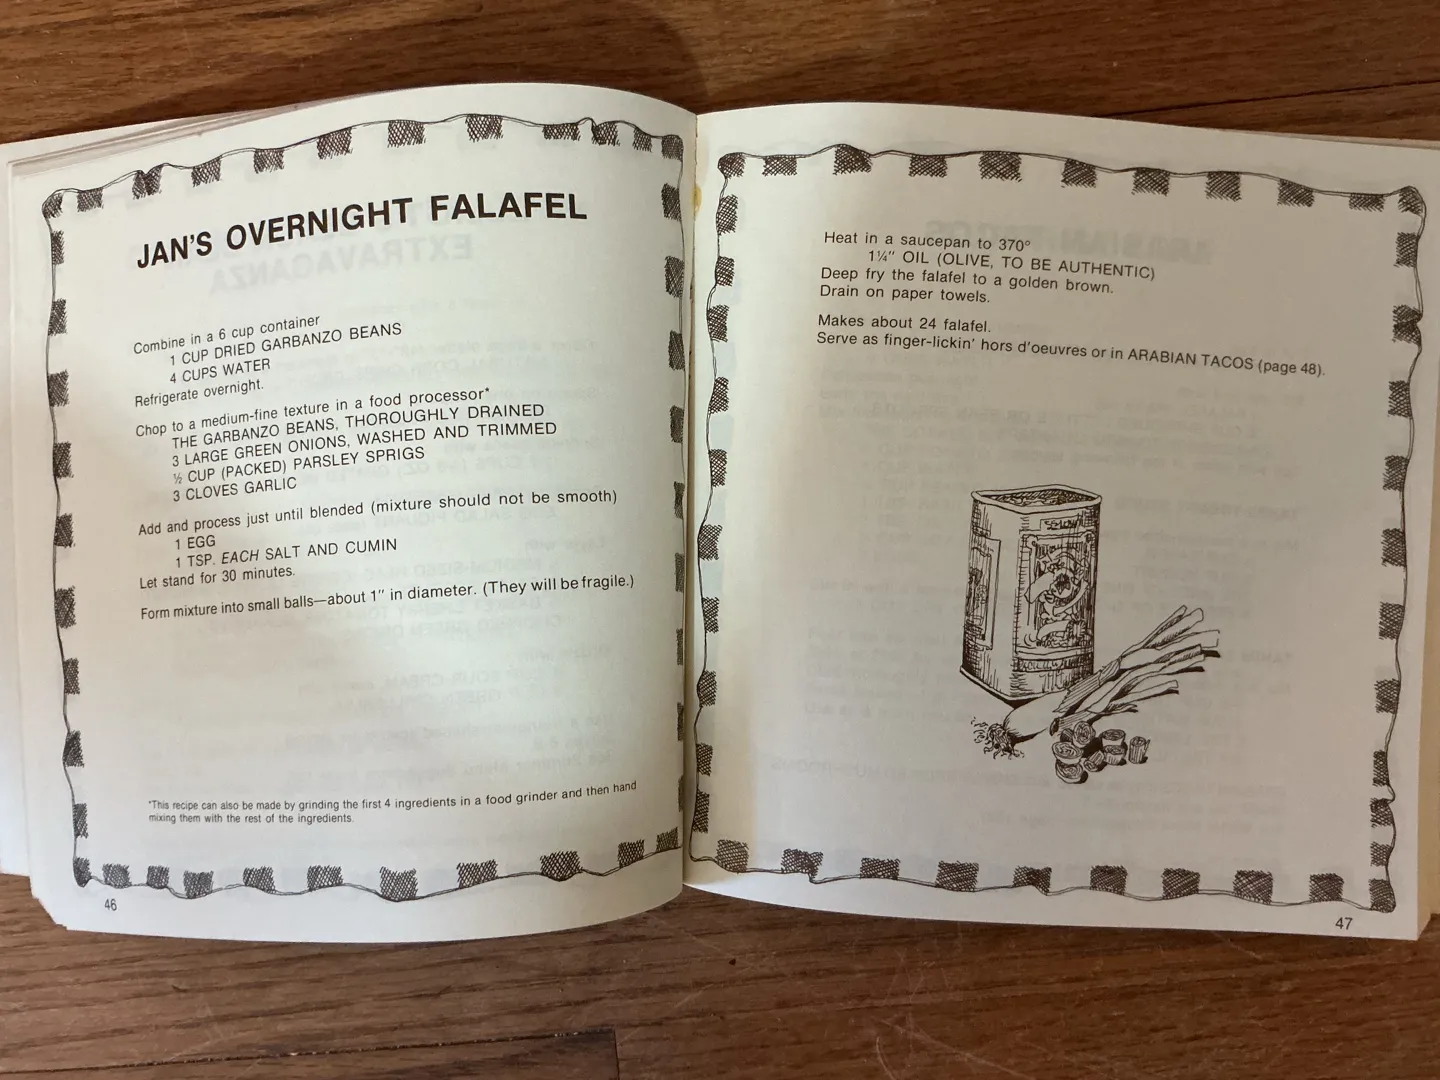 JAN'S OVERNIGHT FALAFEL
Combine in a 6 cup container
1 CUP DRIED GARBANZO BEANS
4 CUPS WATER
Refrigerate overnight.
Chop to a medium-fine texture in a food processor*
THE GARBANZO BEANS, THOROUGHLY DRAINED
3 LARGE GREEN ONIONS, WASHED AND TRIMMED
½ CUP (PACKED) PARSLEY SPRIGS
3 CLOVES GARLIC
Add and process just until blended (mixture should not be smooth)
1 EGG
1 TSP. EACH SALT AND CUMIN
Let stand for 30 minutes.
Form mixture into small balls—about 1" in diameter. (They will be fragile.)
*This recipe can also be made by grinding the first 4 ingredients in a food grinder and then hand
mixing them with the rest of the ingredients.
46
Heat in a saucepan to 370°
1¼" OIL (OLIVE, TO BE AUTHENTIC)
Deep fry the falafel to a golden brown.
Drain on paper towels.
Makes about 24 falafel.
Serve as finger-lickin' hors d'oeuvres or in ARABIAN TACOS (page 48).
47